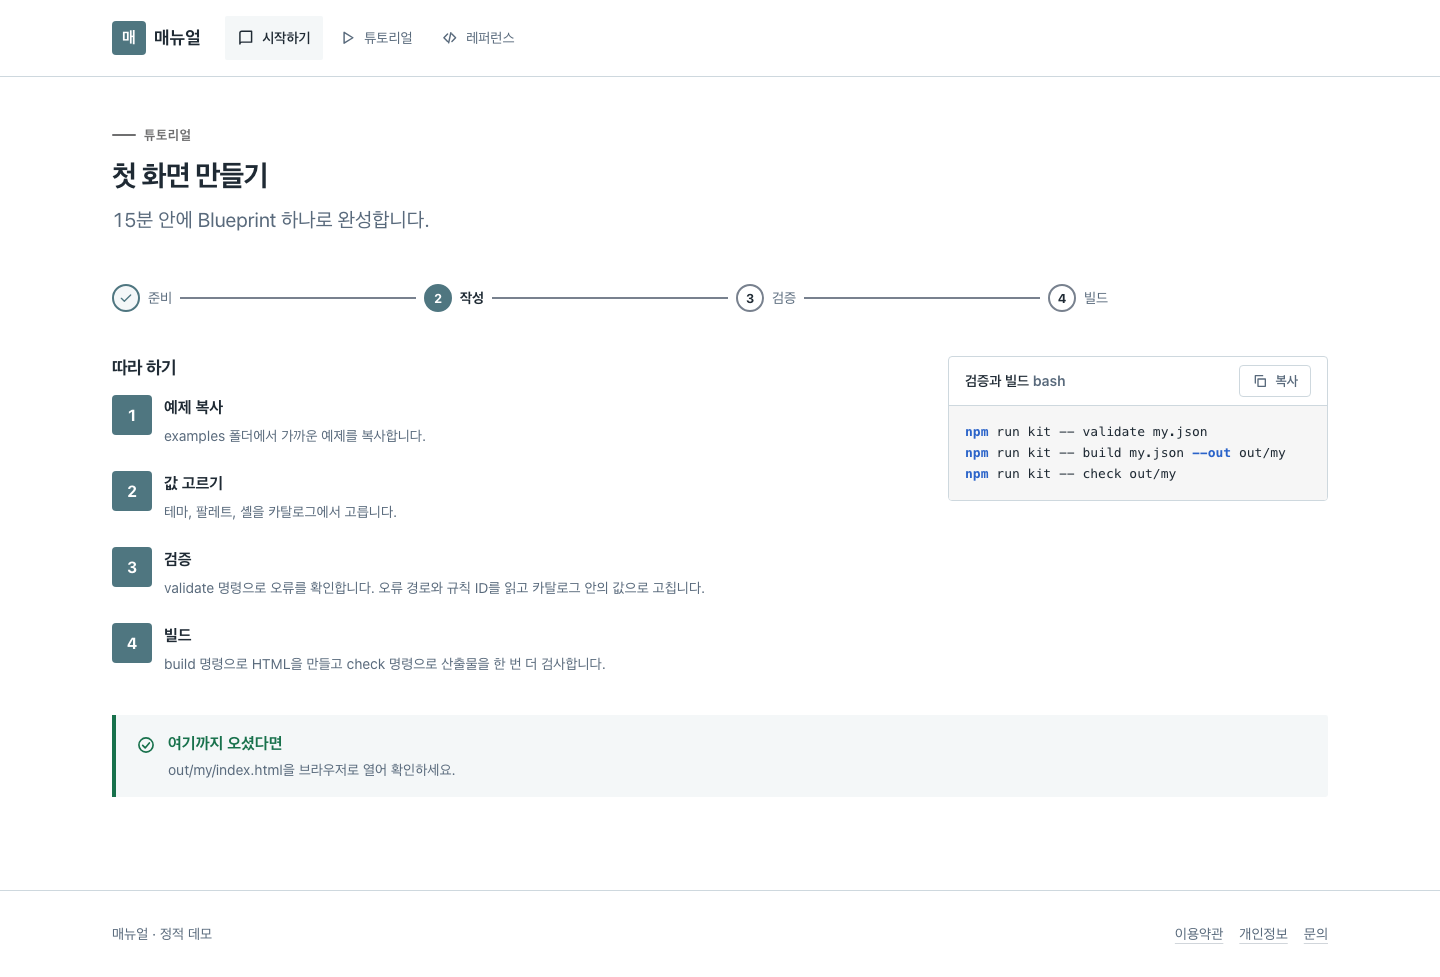 매 매뉴얼 시작하기 튜토리얼 레퍼런스
튜토리얼
첫 화면 만들기
15분 안에 Blueprint 하나로 완성합니다.
준비 2 작성 3 검증 4 빌드
따라 하기
1 예제 복사
examples 폴더에서 가까운 예제를 복사합니다.
2 값 고르기
테마, 팔레트, 셸을 카탈로그에서 고릅니다.
3 검증
validate 명령으로 오류를 확인합니다. 오류 경로와 규칙 ID를 읽고 카탈로그 안의 값으로 고칩니다.
4 빌드
build 명령으로 HTML을 만들고 check 명령으로 산출물을 한 번 더 검사합니다.
검증과 빌드 bash 복사
npm run kit -- validate my.json
npm run kit -- build my.json --out out/my
npm run kit -- check out/my
여기까지 오셨다면
out/my/index.html을 브라우저로 열어 확인하세요.
매뉴얼 · 정적 데모 이용약관 개인정보 문의